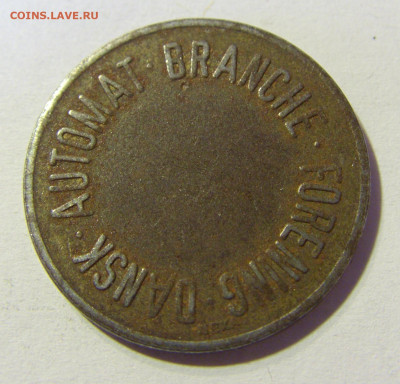 COINS.LAVE.RU
DANSK · AUTOMAT · BRANCHE · FORENING ·